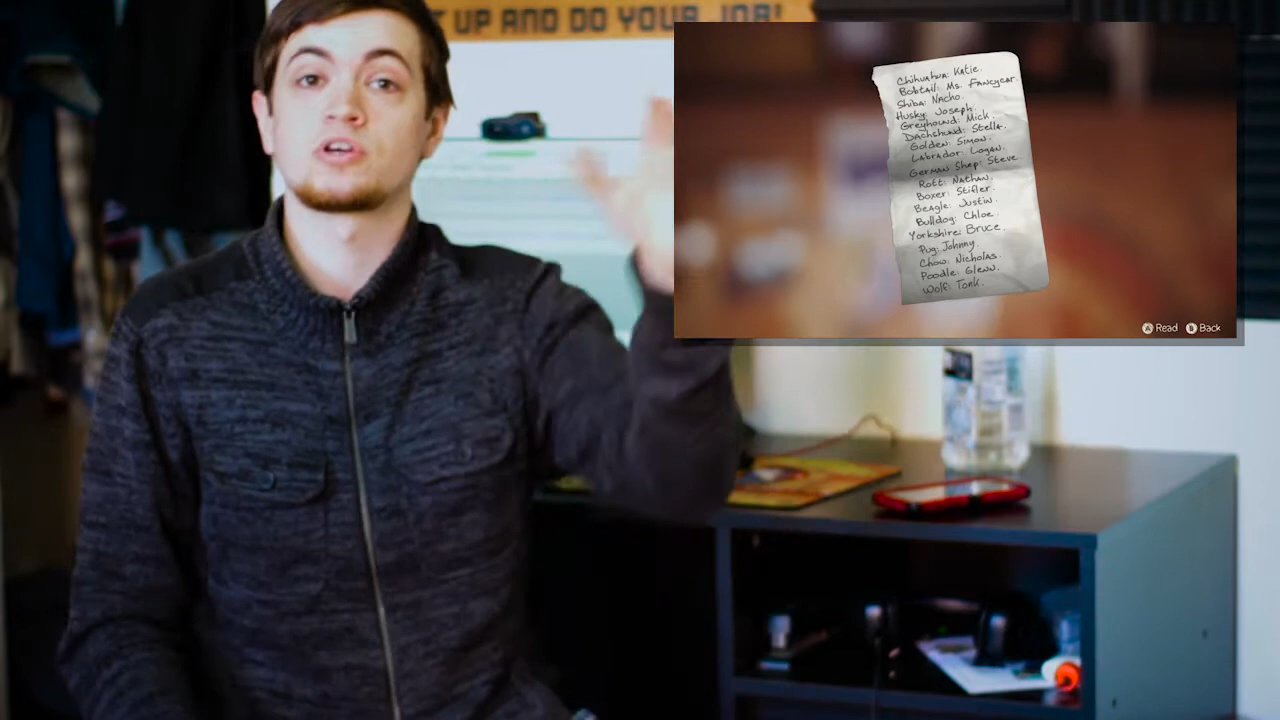 T UP AND DO YOUR JOB!
Chihuahua: Katie.
Bobtail: Ms. Fancyear.
Shiba: Nacho.
Husky: Joseph.
Greyhound: Mick.
Dachshund: Stella.
Golden: Simon.
Labrador: Logan.
German Shep: Steve.
Rott: Nathan.
Boxer: Stifler.
Beagle: Justin.
Bulldog: Chloe.
Yorkshire: Bruce.
Pug: Johnny.
Chow: Nicholas.
Poodle: Glenn.
Wolf: Tonk.
A Read B Back